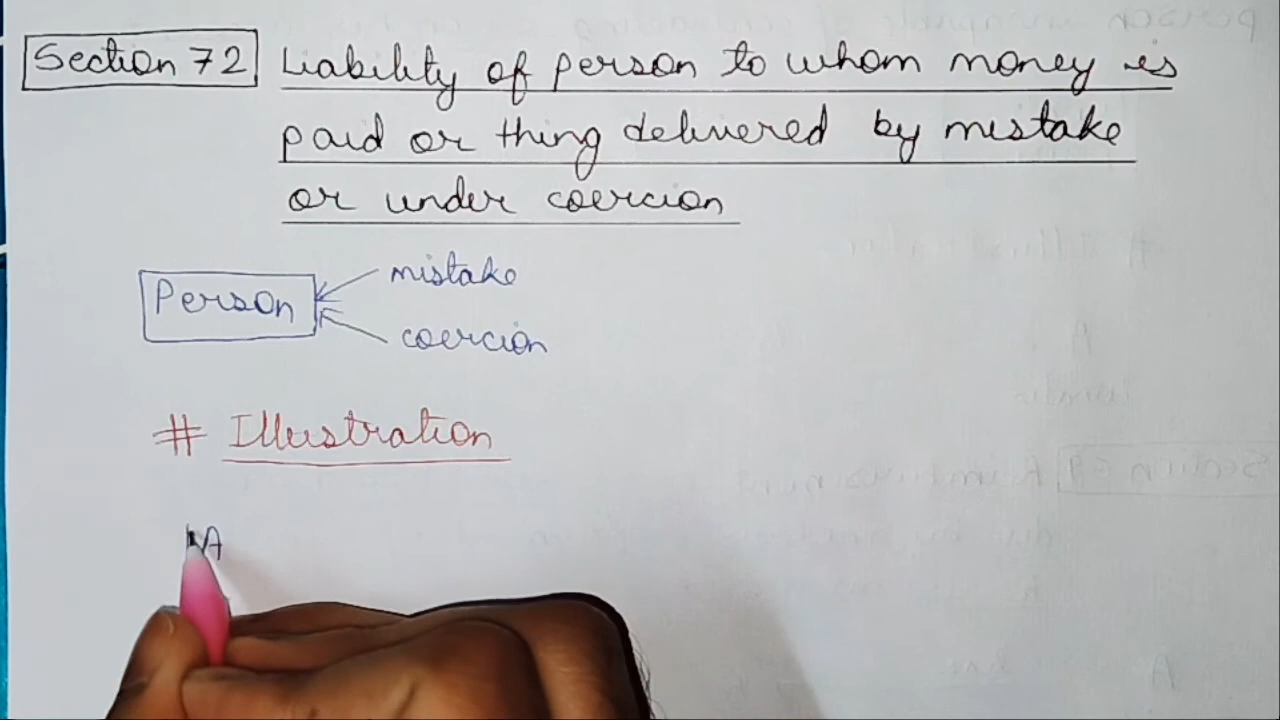 Section 72 Liability of person to whom money is
paid or thing delivered by mistake
or under coercion
Person
mistake
coercion
# Illustration
A